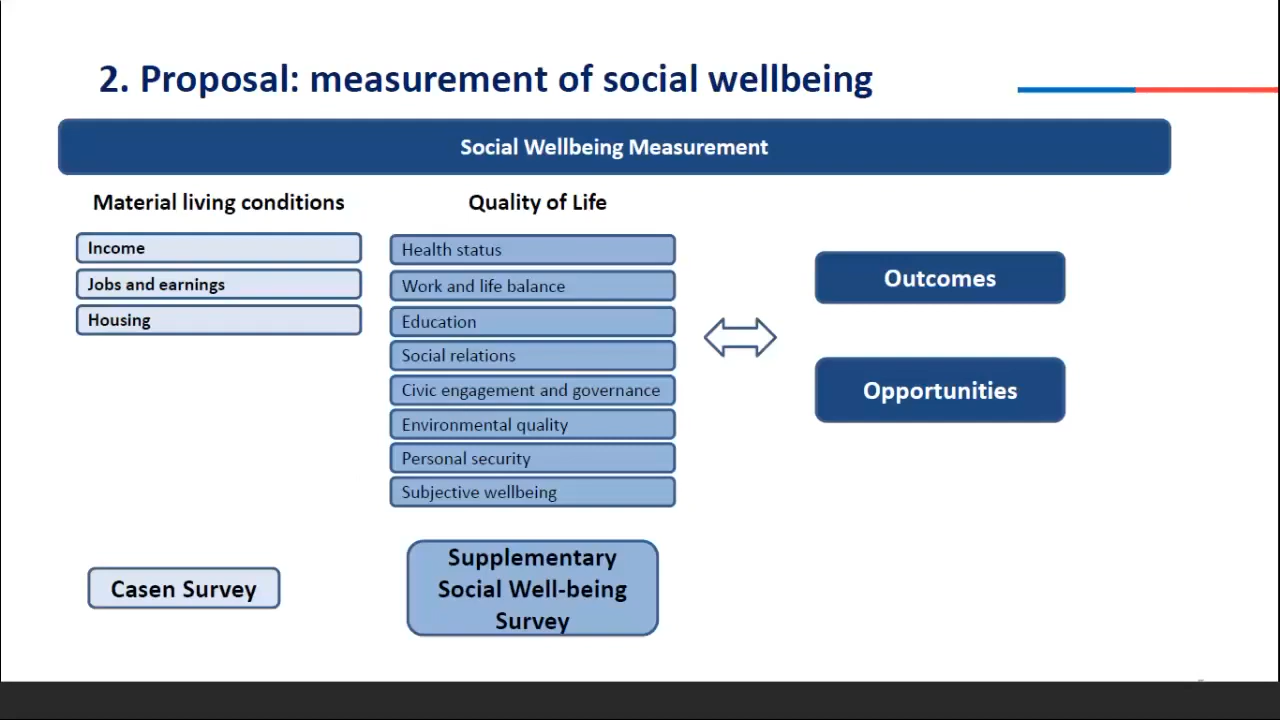 2. Proposal: measurement of social wellbeing
Social Wellbeing Measurement
Material living conditions
Income
Jobs and earnings
Housing
Quality of Life
Health status
Work and life balance
Education
Social relations
Civic engagement and governance
Environmental quality
Personal security
Subjective wellbeing
Outcomes
Opportunities
Casen Survey
Supplementary
Social Well-being
Survey